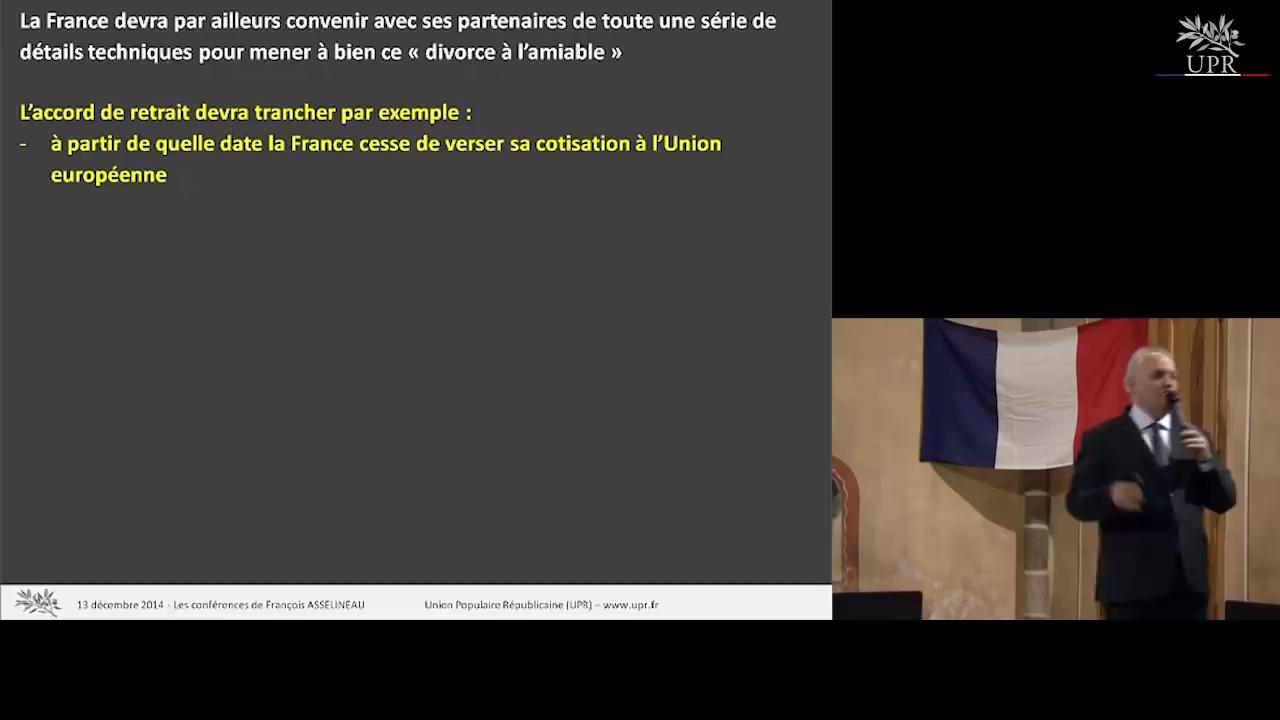 La France devra par ailleurs convenir avec ses partenaires de toute une série de
détails techniques pour mener à bien ce « divorce à l'amiable »
L'accord de retrait devra trancher par exemple :
- à partir de quelle date la France cesse de verser sa cotisation à l'Union
européenne
UPR
13 décembre 2014 - Les conférences de François ASSELINEAU
Union Populaire Républicaine (UPR) – www.upr.fr